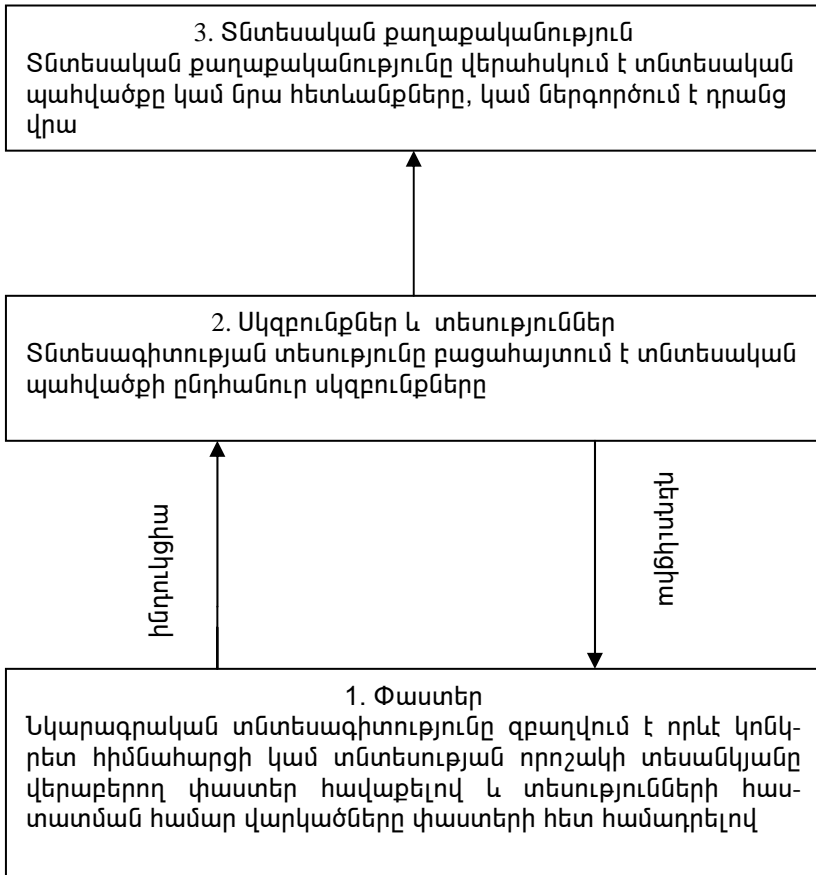 3. Տնտեսական քաղաքականություն
Տնտեսական քաղաքականությունը վերահսկում է տնտեսական
պահվածքը կամ նրա հետևանքները, կամ ներգործում է դրանց
վրա
2. Սկզբունքներ և տեսություններ
Տնտեսագիտության տեսությունը բացահայտում է տնտեսական
պահվածքի ընդհանուր սկզբունքները
ինդուկցիա
դեդուկցիա
1. Փաստեր
Նկարագրական տնտեսագիտությունը զբաղվում է որևէ կոնկ-
րետ հիմնահարցի կամ տնտեսության որոշակի տեսանկյանը
վերաբերող փաստեր հավաքելով և տեսությունների հաս-
տատման համար վարկածները փաստերի հետ համադրելով